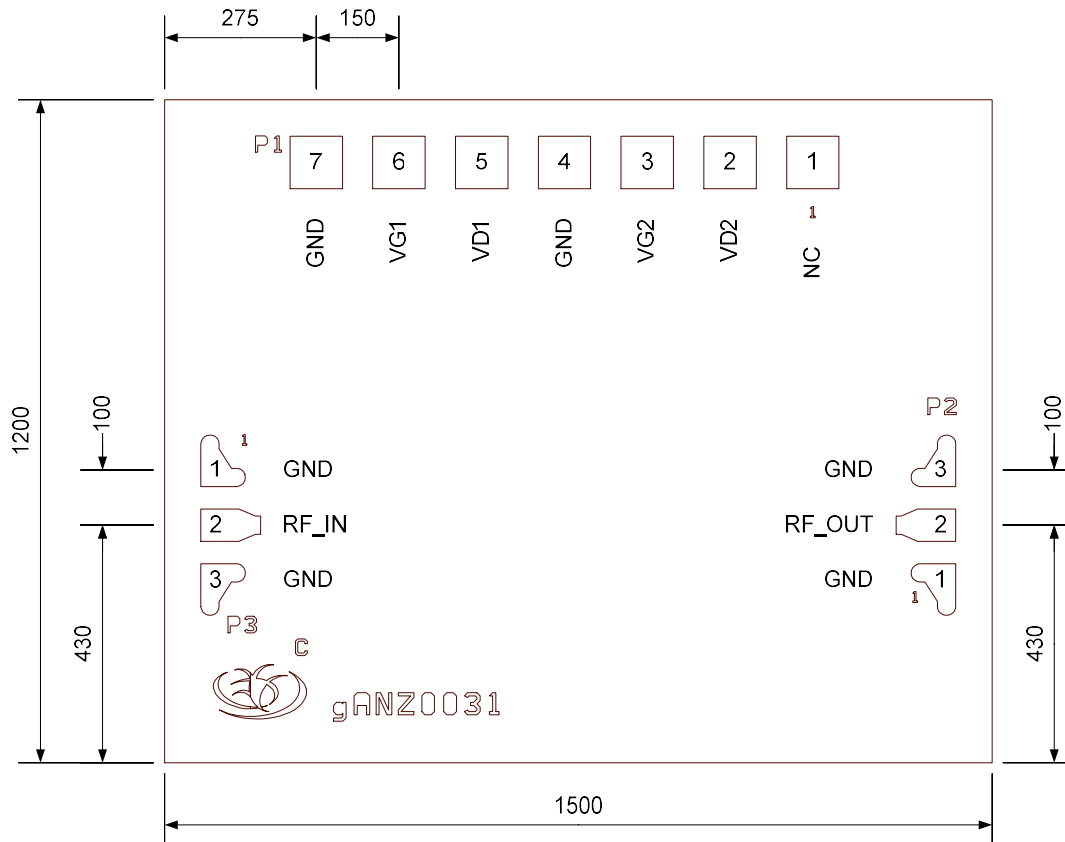 275
150
P1
7
6
5
4
3
2
1
1
GND
VG1
VD1
GND
VG2
VD2
NC
1200
100
100
P2
1
1
GND
GND
3
2
RF_IN
RF_OUT
2
3
GND
GND
1
1
P3
430
430
C
gANZ0031
1500